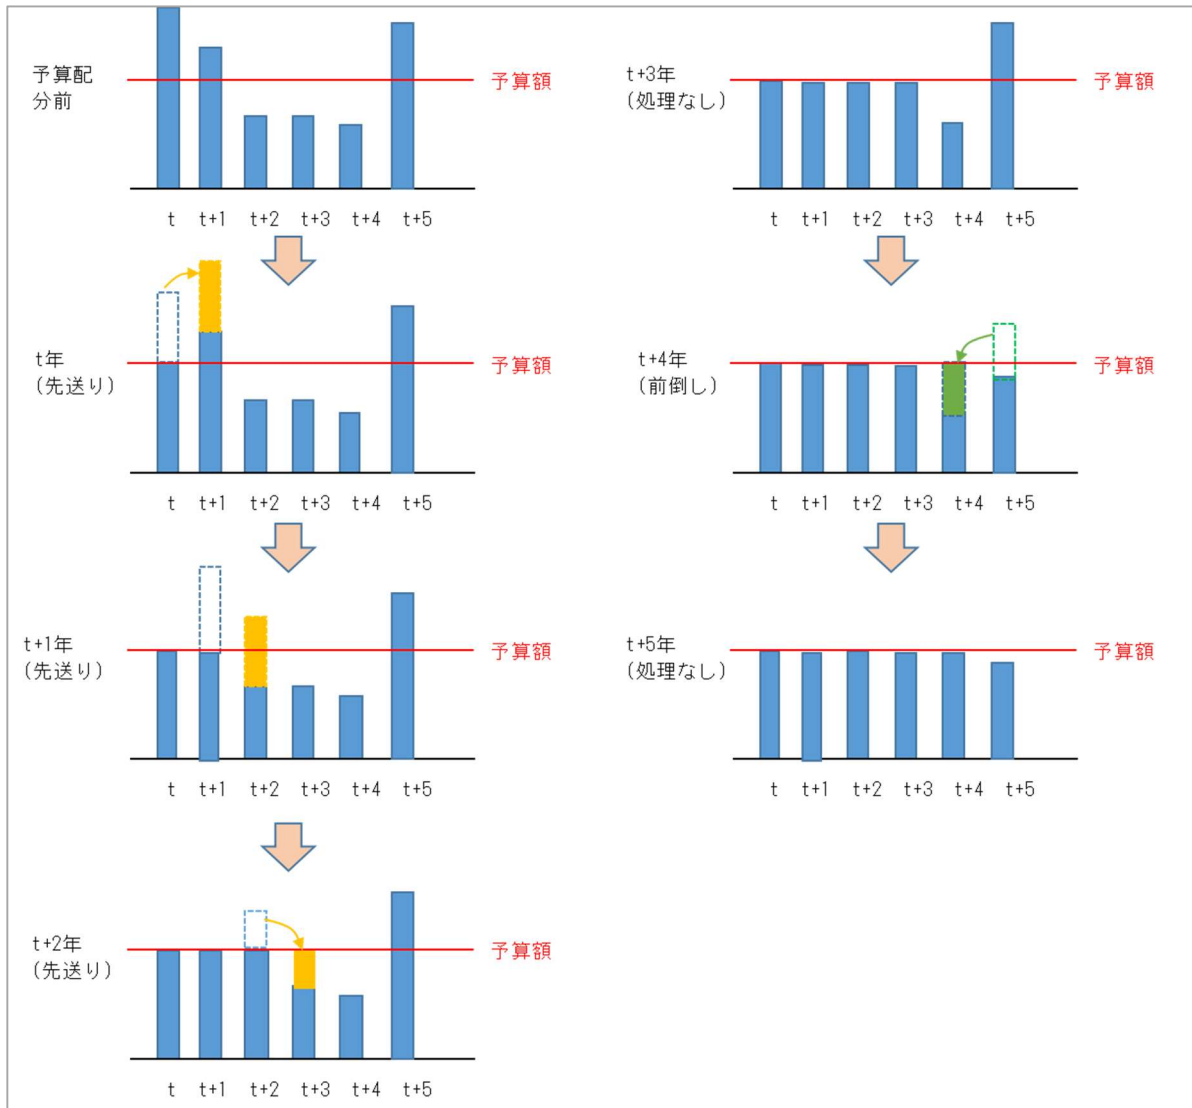 予算配
分前
予算額
t t+1 t+2 t+3 t+4 t+5
t年
(先送り)
予算額
t t+1 t+2 t+3 t+4 t+5
t+1年
(先送り)
予算額
t t+1 t+2 t+3 t+4 t+5
t+2年
(先送り)
予算額
t t+1 t+2 t+3 t+4 t+5
t+3年
(処理なし)
予算額
t t+1 t+2 t+3 t+4 t+5
t+4年
(前倒し)
予算額
t t+1 t+2 t+3 t+4 t+5
t+5年
(処理なし)
予算額
t t+1 t+2 t+3 t+4 t+5